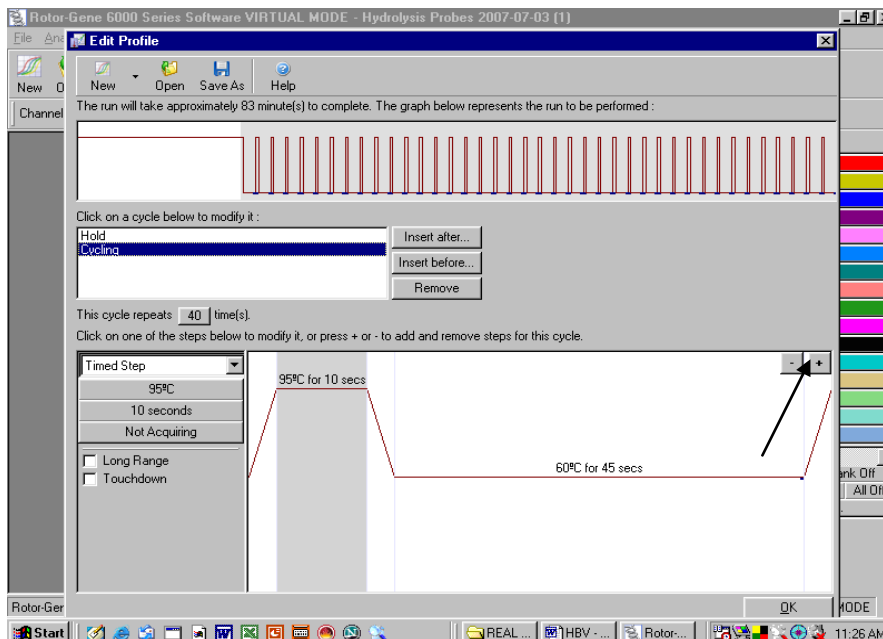 Rotor-Gene 6000 Series Software VIRTUAL MODE - Hydrolysis Probes 2007-07-03 (1)
File
Edit Profile
New
New Open Save As Help
Channel
The run will take approximately 83 minute(s) to complete. The graph below represents the run to be performed :
Click on a cycle below to modify it :
Hold
Cycling
Insert after...
Insert before...
Remove
This cycle repeats 40 time(s).
Click on one of the steps below to modify it, or press + or - to add and remove steps for this cycle.
Timed Step
- +
95ºC
95ºC for 10 secs
10 seconds
Not Acquiring
Long Range
Touchdown
60ºC for 45 secs
ank Off
All Off
OK
Rotor-Ger
MODE
Start
REAL ...
HBV - ...
Rotor-...
11:26 AM